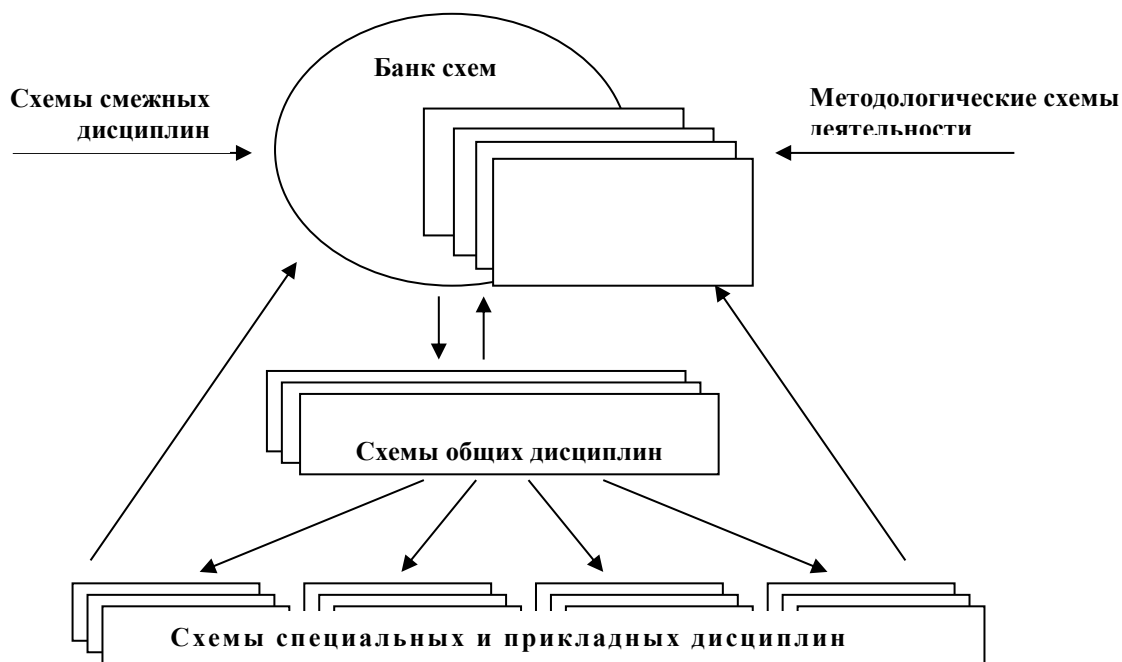 Банк схем
Схемы смежных
дисциплин
Методологические схемы
деятельности
Схемы общих дисциплин
Схемы специальных и прикладных дисциплин